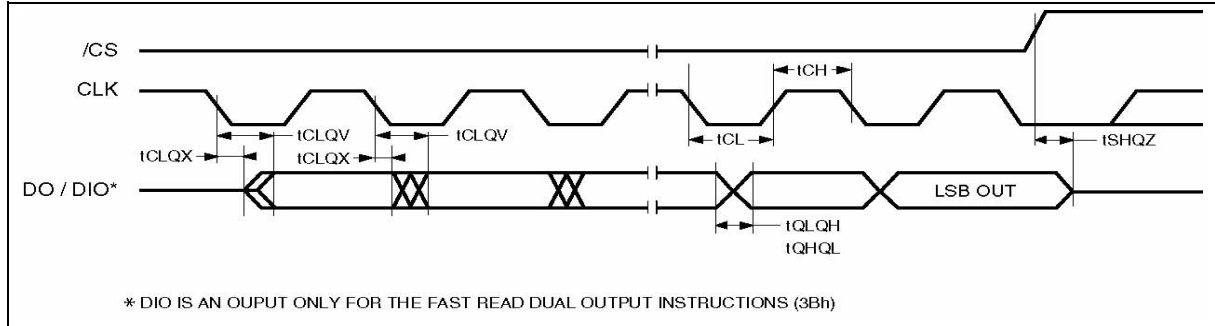 /CS
tCH
CLK
tCLQV
tCLQV
tCL
tSHQZ
tCLQX
tCLQX
DO / DIO*
LSB OUT
tQLQH
tQHQL
* DIO IS AN OUPUT ONLY FOR THE FAST READ DUAL OUTPUT INSTRUCTIONS (3Bh)